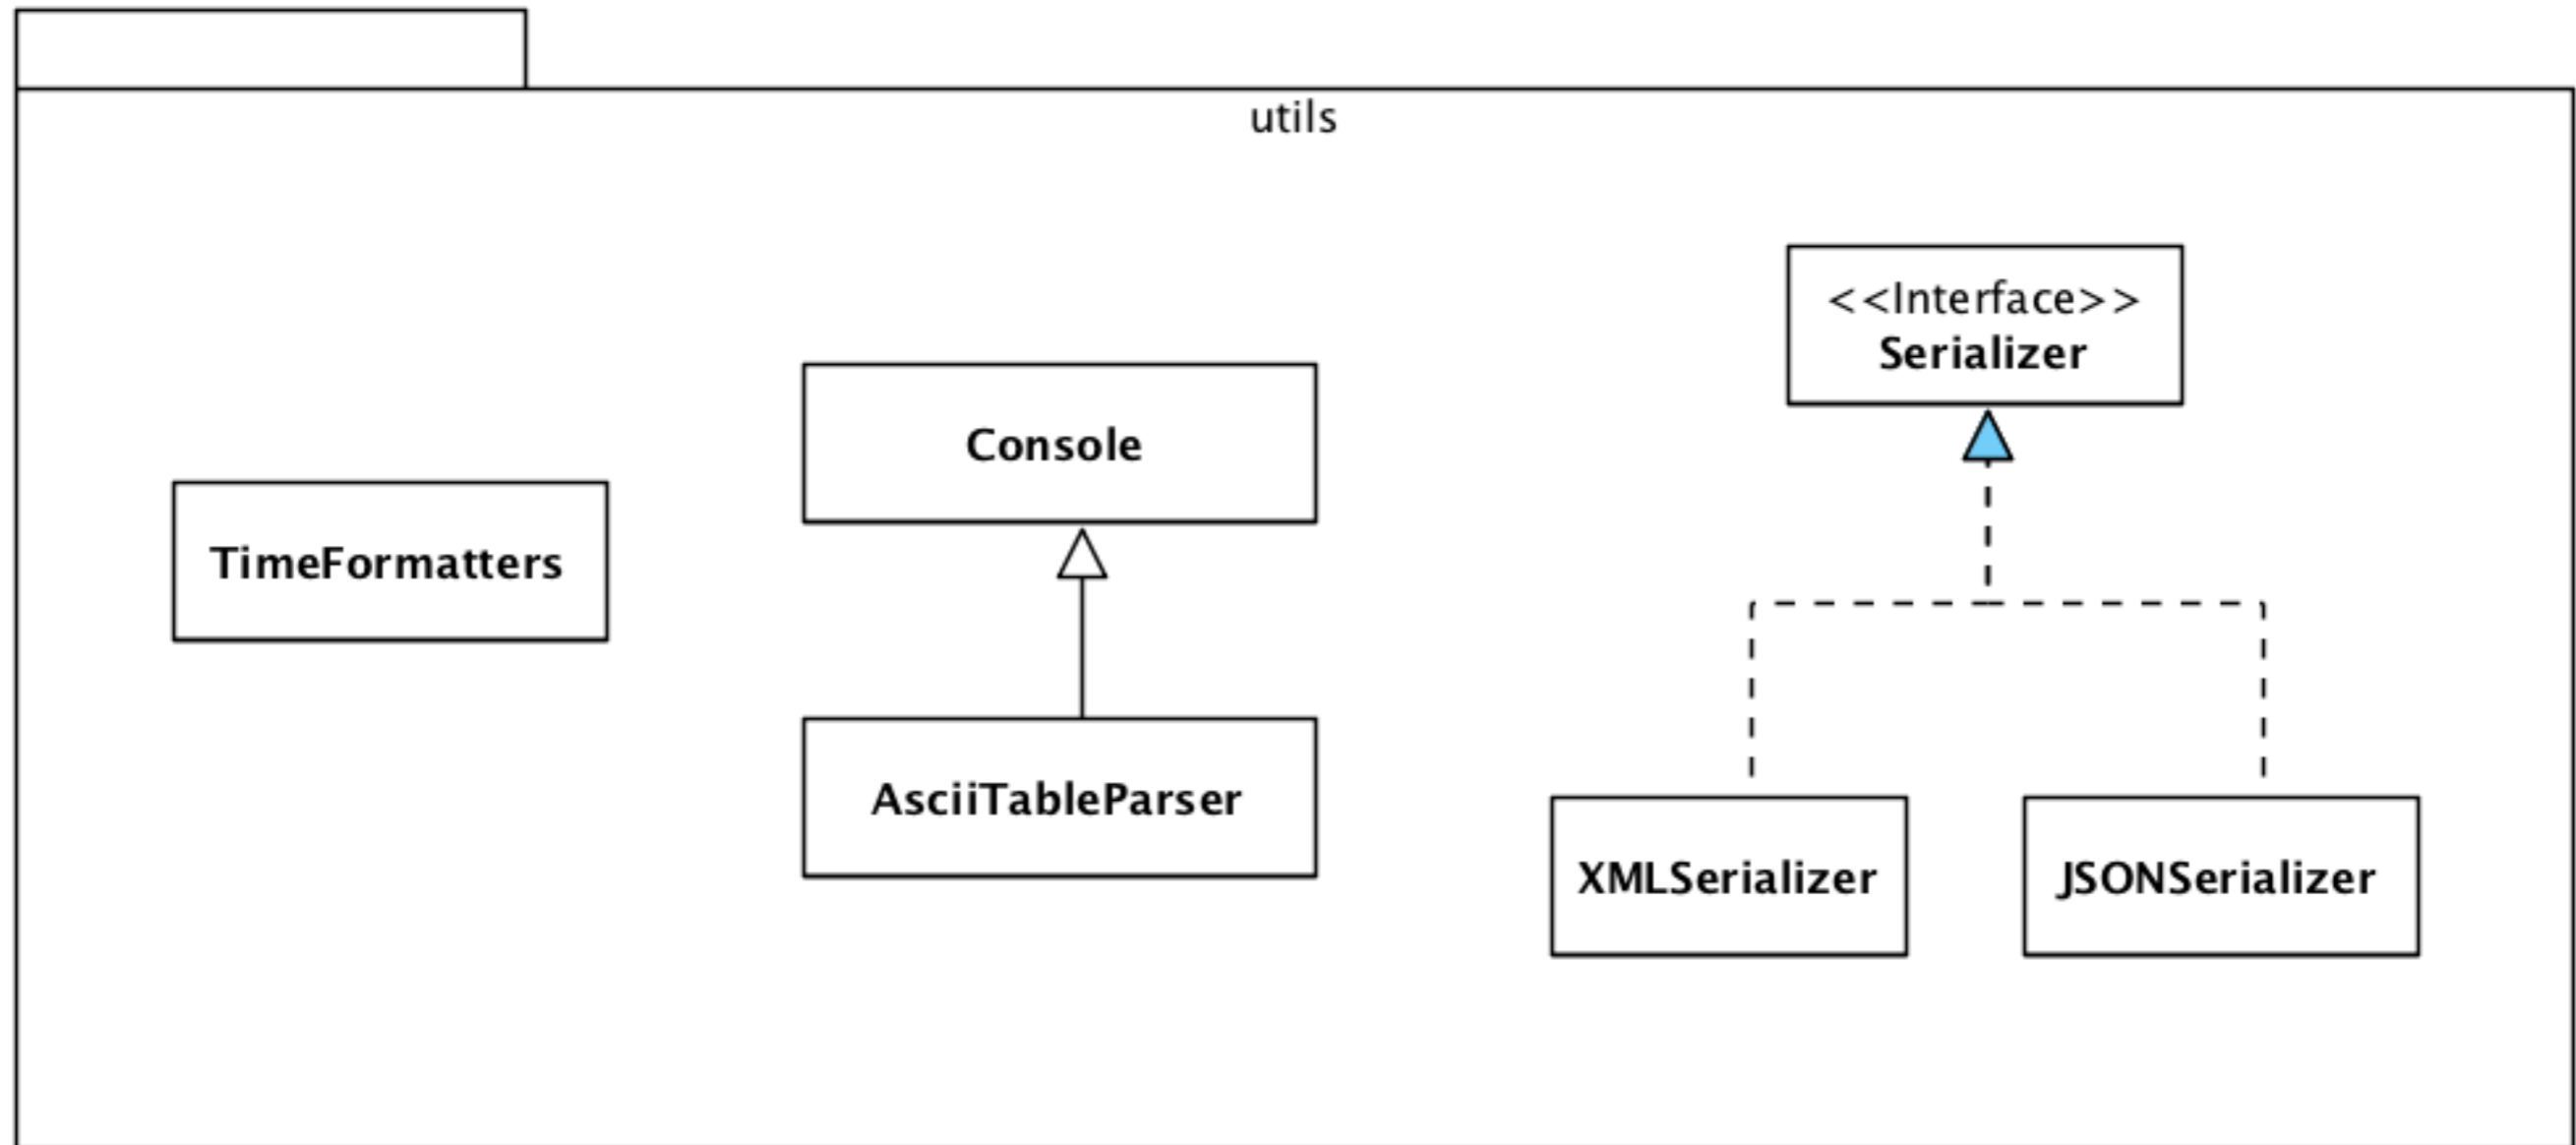 utils
<<Interface>>
Serializer
Console
TimeFormatters
AsciiTableParser
XMLSerializer
JSONSerializer